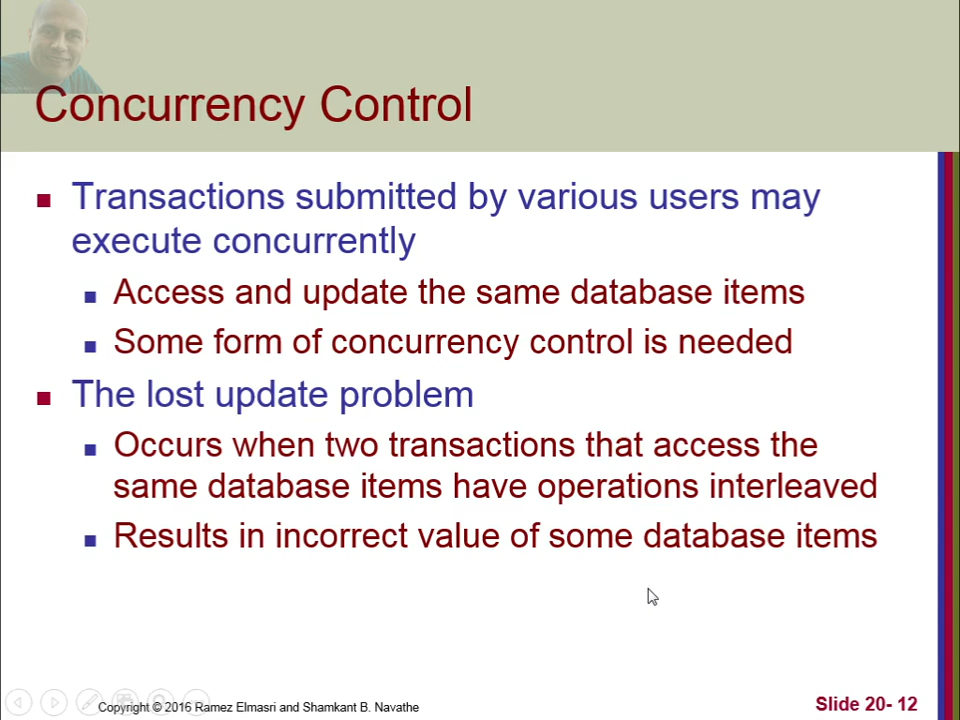 Concurrency Control
Transactions submitted by various users may
execute concurrently
Access and update the same database items
Some form of concurrency control is needed
The lost update problem
Occurs when two transactions that access the
same database items have operations interleaved
Results in incorrect value of some database items
Copyright © 2016 Ramez Elmasri and Shamkant B. Navathe
Slide 20- 12